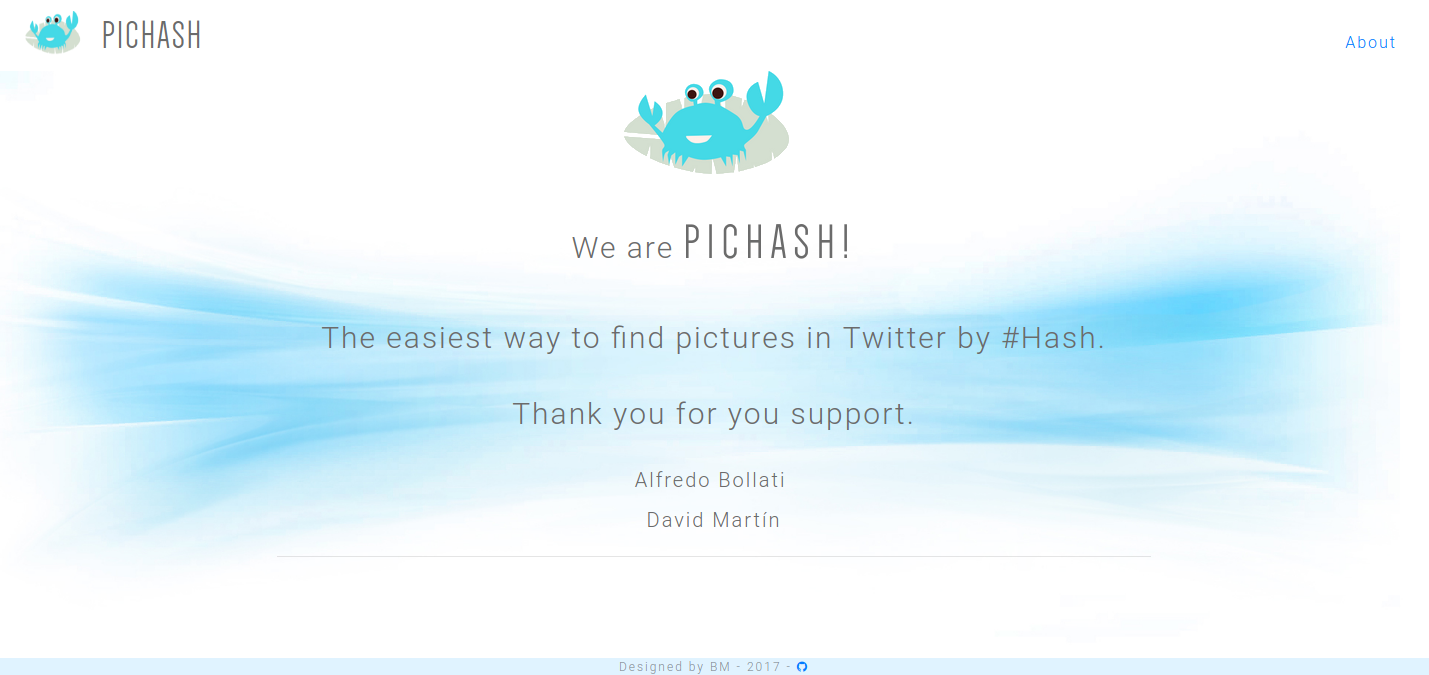 PICHASH
About
We are PICHASH!
The easiest way to find pictures in Twitter by #Hash.
Thank you for you support.
Alfredo Bollati
David Martín
Designed by BM - 2017 -